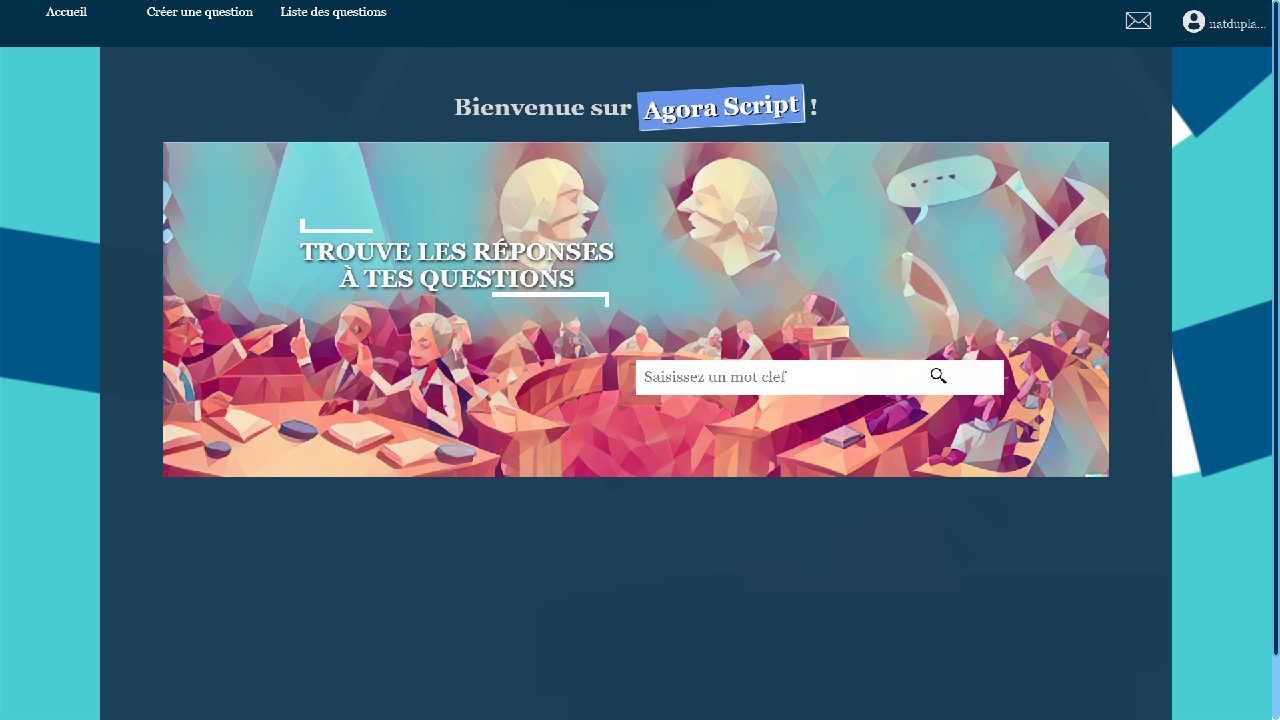 Accueil
Créer une question
Liste des questions
natdupla...
Bienvenue sur Agora Script !
TROUVE LES RÉPONSES
À TES QUESTIONS
Saisissez un mot clef